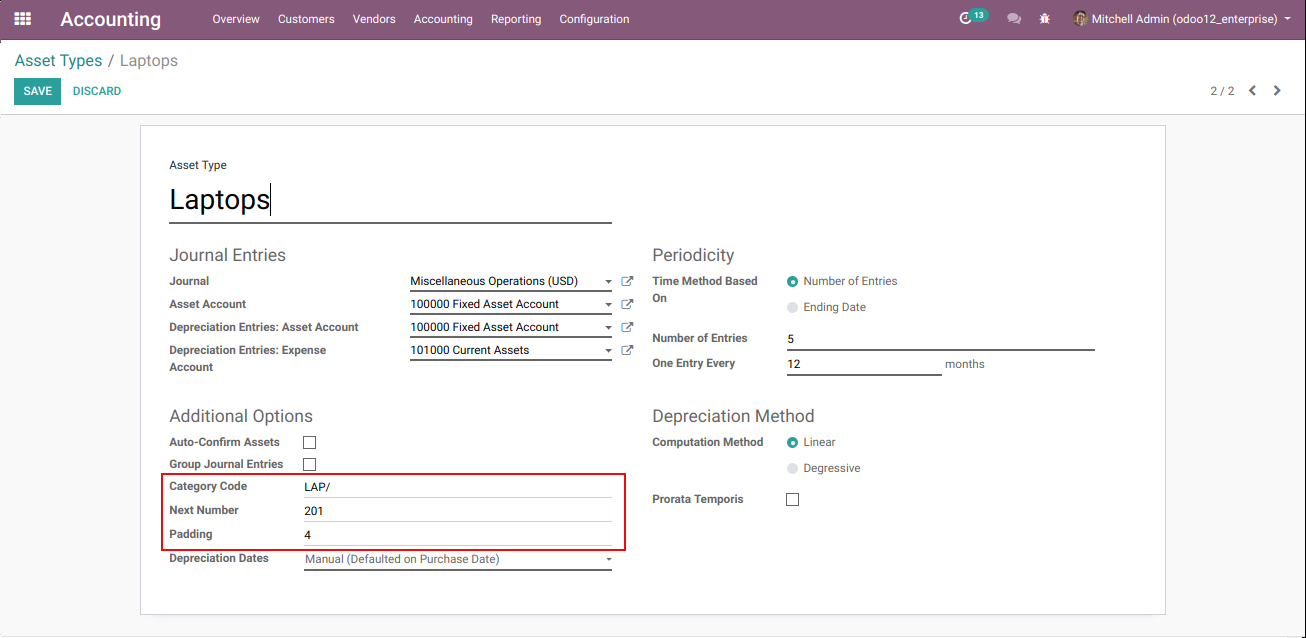 Accounting Overview Customers Vendors Accounting Reporting Configuration 13 Mitchell Admin (odoo12_enterprise)
Asset Types / Laptops
SAVE DISCARD 2 / 2
Asset Type
Laptops
Journal Entries
Journal Miscellaneous Operations (USD)
Asset Account 100000 Fixed Asset Account
Depreciation Entries: Asset Account 100000 Fixed Asset Account
Depreciation Entries: Expense 101000 Current Assets
Account
Periodicity
Time Method Based Number of Entries
On
Ending Date
Number of Entries 5
One Entry Every 12 months
Additional Options
Auto-Confirm Assets
Group Journal Entries
Category Code LAP/
Next Number 201
Padding 4
Depreciation Dates Manual (Defaulted on Purchase Date)
Depreciation Method
Computation Method Linear
Degressive
Prorata Temporis